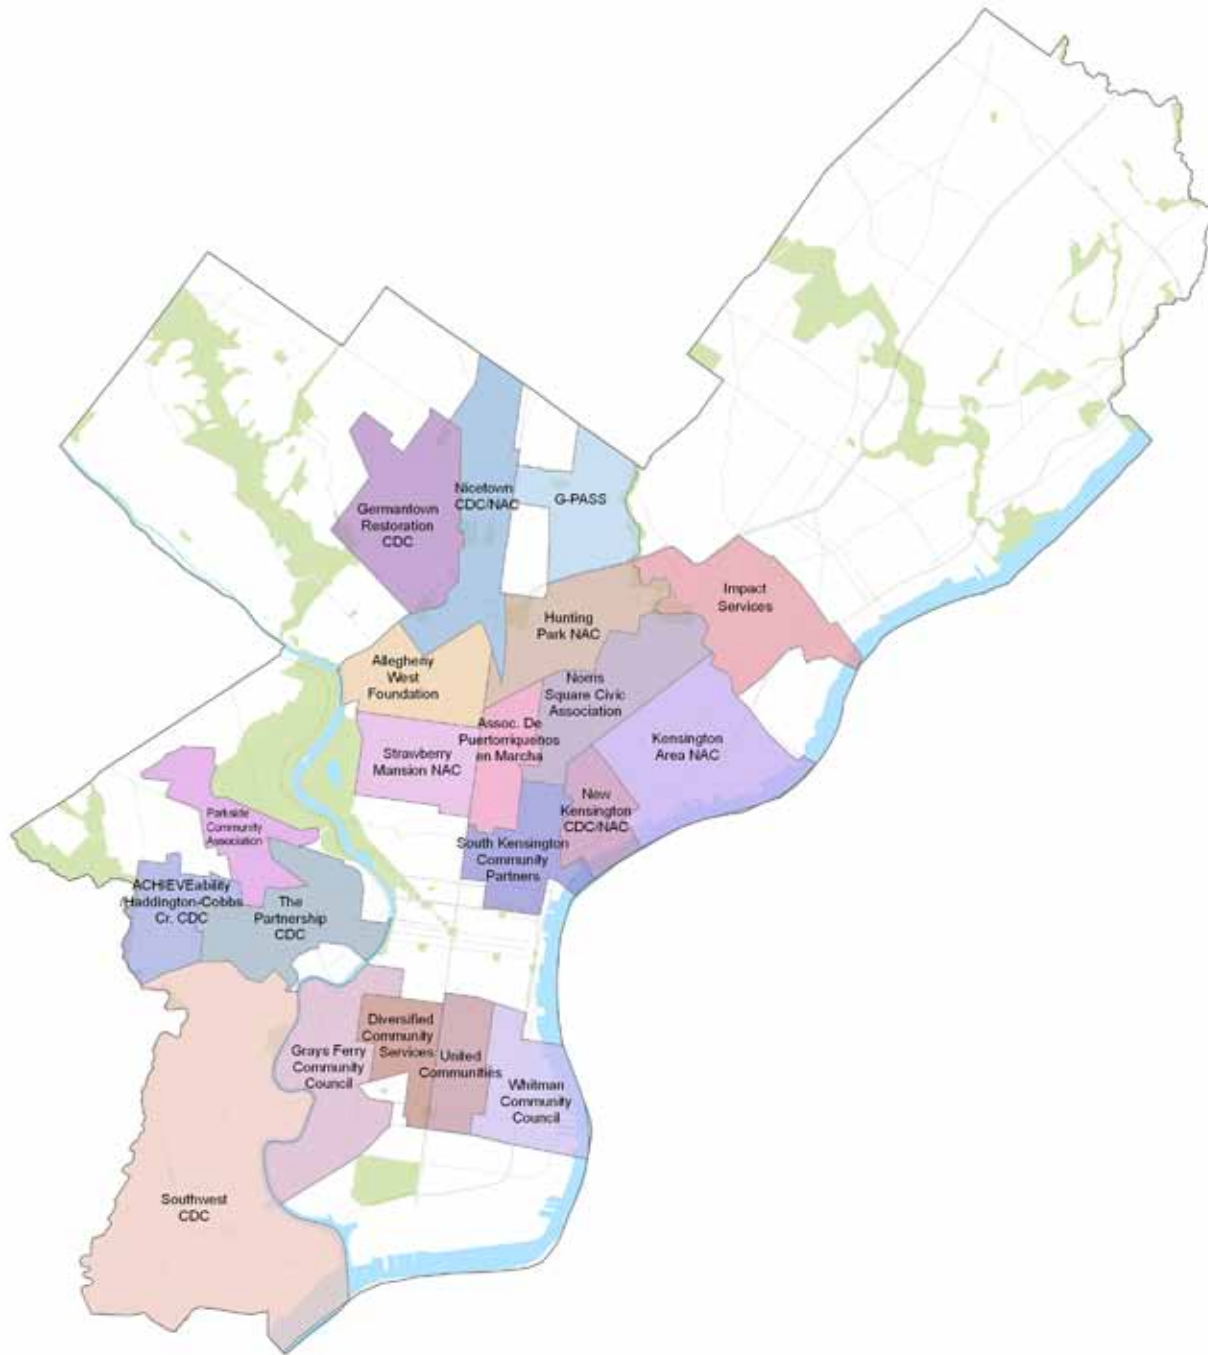 Germantown
Restoration
CDC
Nicetown
CDC/NAC
G-PASS
Impact
Services
Hunting
Park NAC
Allegheny
West
Foundation
Norris
Square Civic
Association
Assoc. De
Puertorriqueños
en Marcha
Strawberry
Mansion NAC
Kensington
Area NAC
New
Kensington
CDC/NAC
Parkside
Community
Association
South Kensington
Community
Partners
ACHIEVEability
/Haddington-Cobbs
Cr. CDC
The
Partnership
CDC
Diversified
Community
Services
Grays Ferry
Community
Council
United
Communities
Whitman
Community
Council
Southwest
CDC